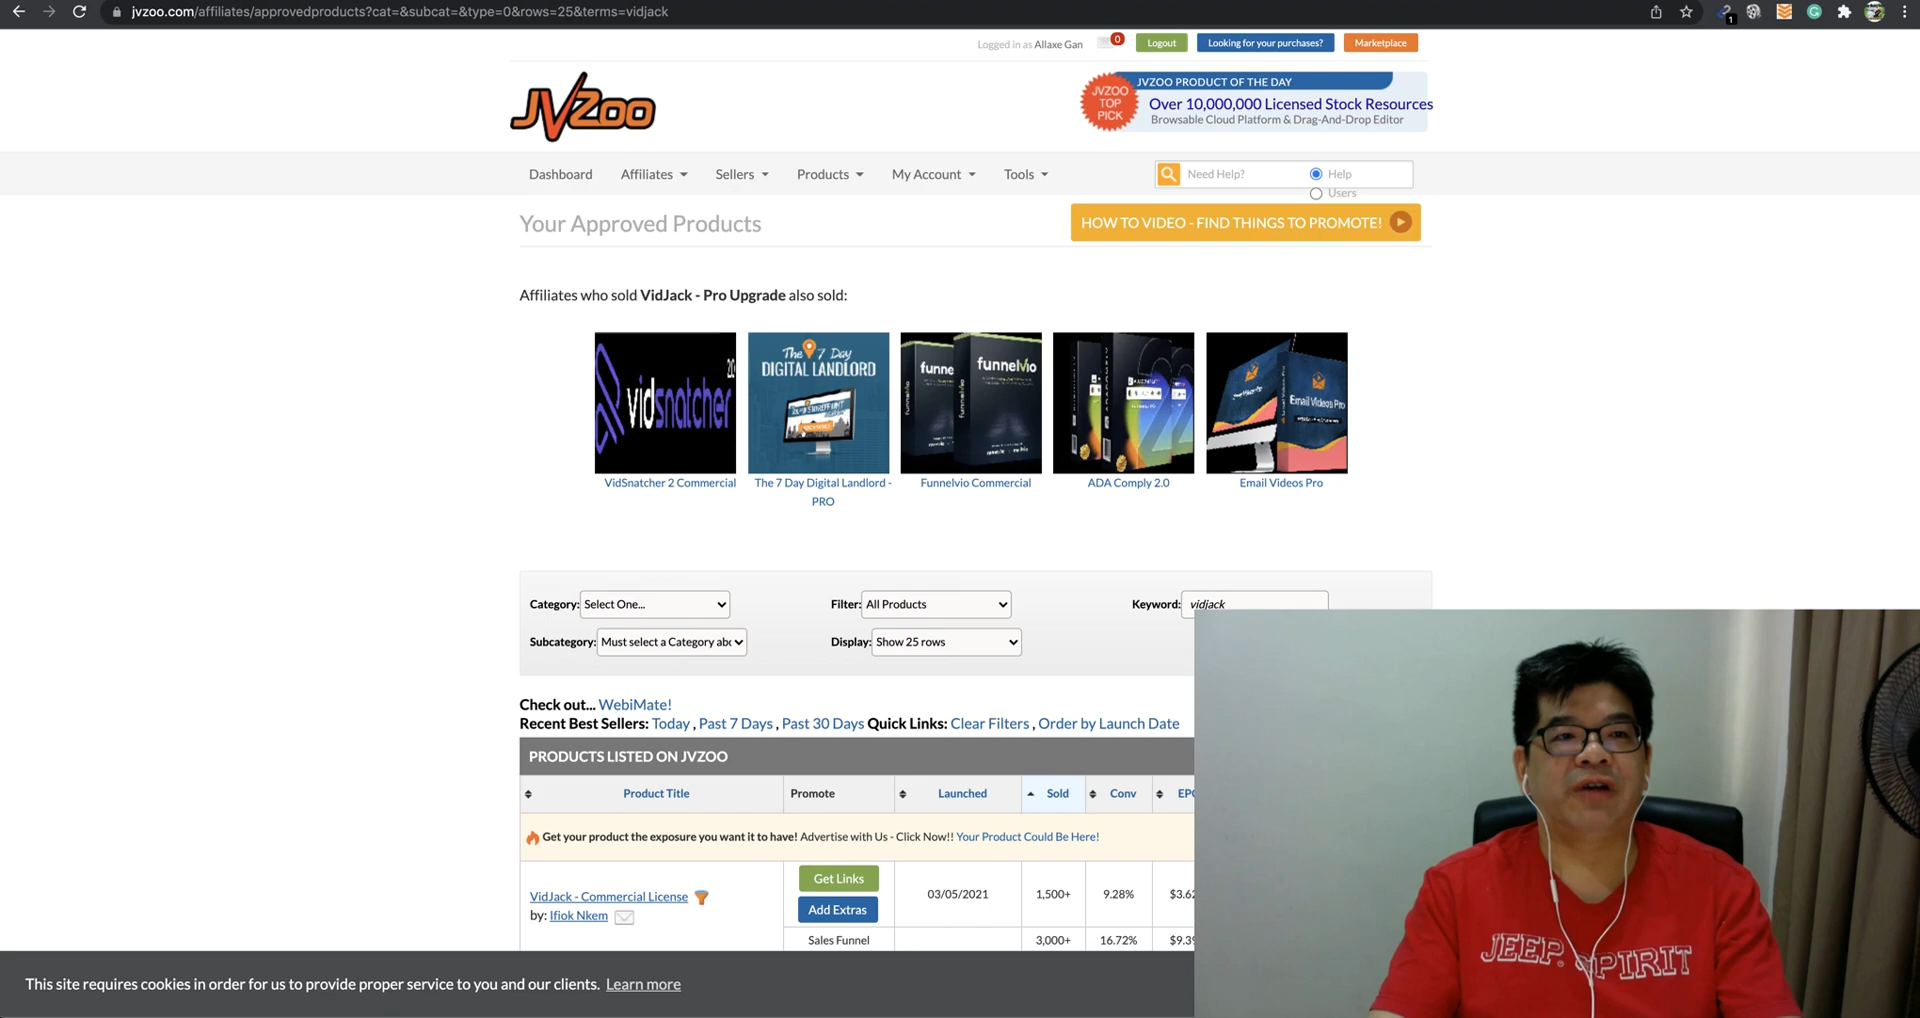 jvzoo.com/affiliates/approvedproducts?cat=&subcat=&type=0&rows=25&terms=vidjack
1
Logged in as Allaxe Gan 0 Logout Looking for your purchases? Marketplace
JVZoo
JVZOO TOP PICK
JVZOO PRODUCT OF THE DAY
Over 10,000,000 Licensed Stock Resources
Browsable Cloud Platform & Drag-And-Drop Editor
Dashboard Affiliates Sellers Products My Account Tools Need Help? Help
Users
Your Approved Products HOW TO VIDEO - FIND THINGS TO PROMOTE!
Affiliates who sold VidJack - Pro Upgrade also sold:
vidsnatcher
The 7 Day
DIGITAL LANDLORD
funnelvio
Email Videos Pro
VidSnatcher 2 Commercial The 7 Day Digital Landlord - PRO Funnelvio Commercial ADA Comply 2.0 Email Videos Pro
Category: Select One... Filter: All Products Keyword: vidjack
Subcategory: Must select a Category abo Display: Show 25 rows
Check out... WebiMate!
Recent Best Sellers: Today , Past 7 Days , Past 30 Days Quick Links: Clear Filters , Order by Launch Date
PRODUCTS LISTED ON JVZOO
Product Title Promote Launched Sold Conv EPC
Get your product the exposure you want it to have! Advertise with Us - Click Now!! Your Product Could Be Here!
VidJack - Commercial License Get Links 03/05/2021 1,500+ 9.28% $3.62
by: Ifiok Nkem Add Extras
Sales Funnel 3,000+ 16.72% $9.39
This site requires cookies in order for us to provide proper service to you and our clients. Learn more
JEEP SPIRIT